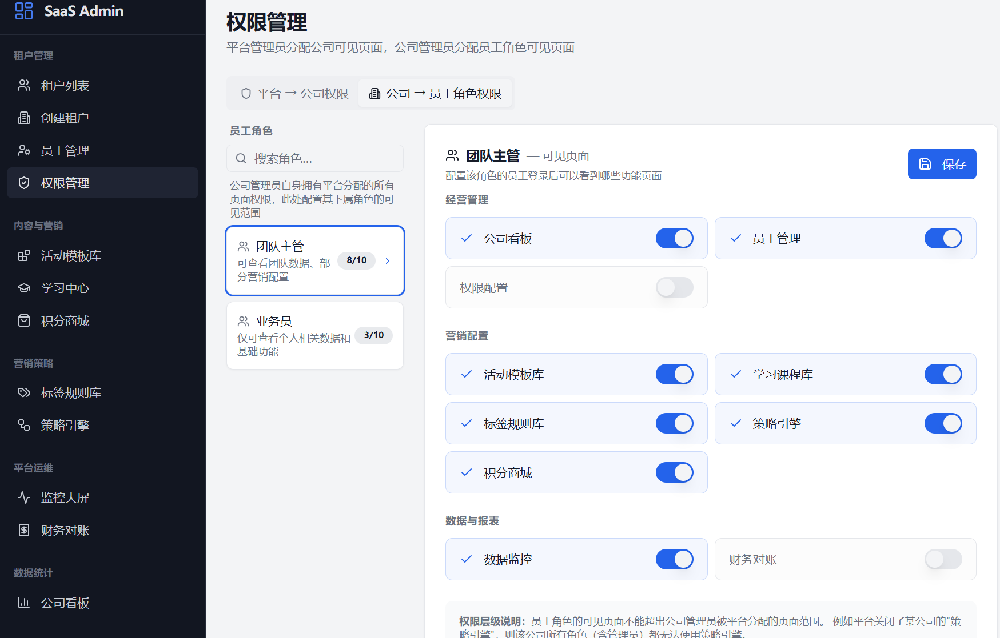 SaaS Admin
租户管理
租户列表
创建租户
员工管理
权限管理
内容与营销
活动模板库
学习中心
积分商城
营销策略
标签规则库
策略引擎
平台运维
监控大屏
财务对账
数据统计
公司看板
权限管理
平台管理员分配公司可见页面，公司管理员分配员工角色可见页面
平台 → 公司权限
公司 → 员工角色权限
员工角色
搜索角色...
公司管理员自身拥有平台分配的所有
页面权限，此处配置其下属角色的可
见范围
团队主管
可查看团队数据、部
分营销配置
8/10
业务员
仅可查看个人相关数据和
基础功能
3/10
团队主管 — 可见页面
配置该角色的员工登录后可以看到哪些功能页面
保存
经营管理
公司看板
员工管理
权限配置
营销配置
活动模板库
学习课程库
标签规则库
策略引擎
积分商城
数据与报表
数据监控
财务对账
权限层级说明：员工角色的可见页面不能超出公司管理员被平台分配的页面范围。 例如平台关闭了某公司的"策
略引擎"，则该公司所有角色（含管理员）都无法使用策略引擎。